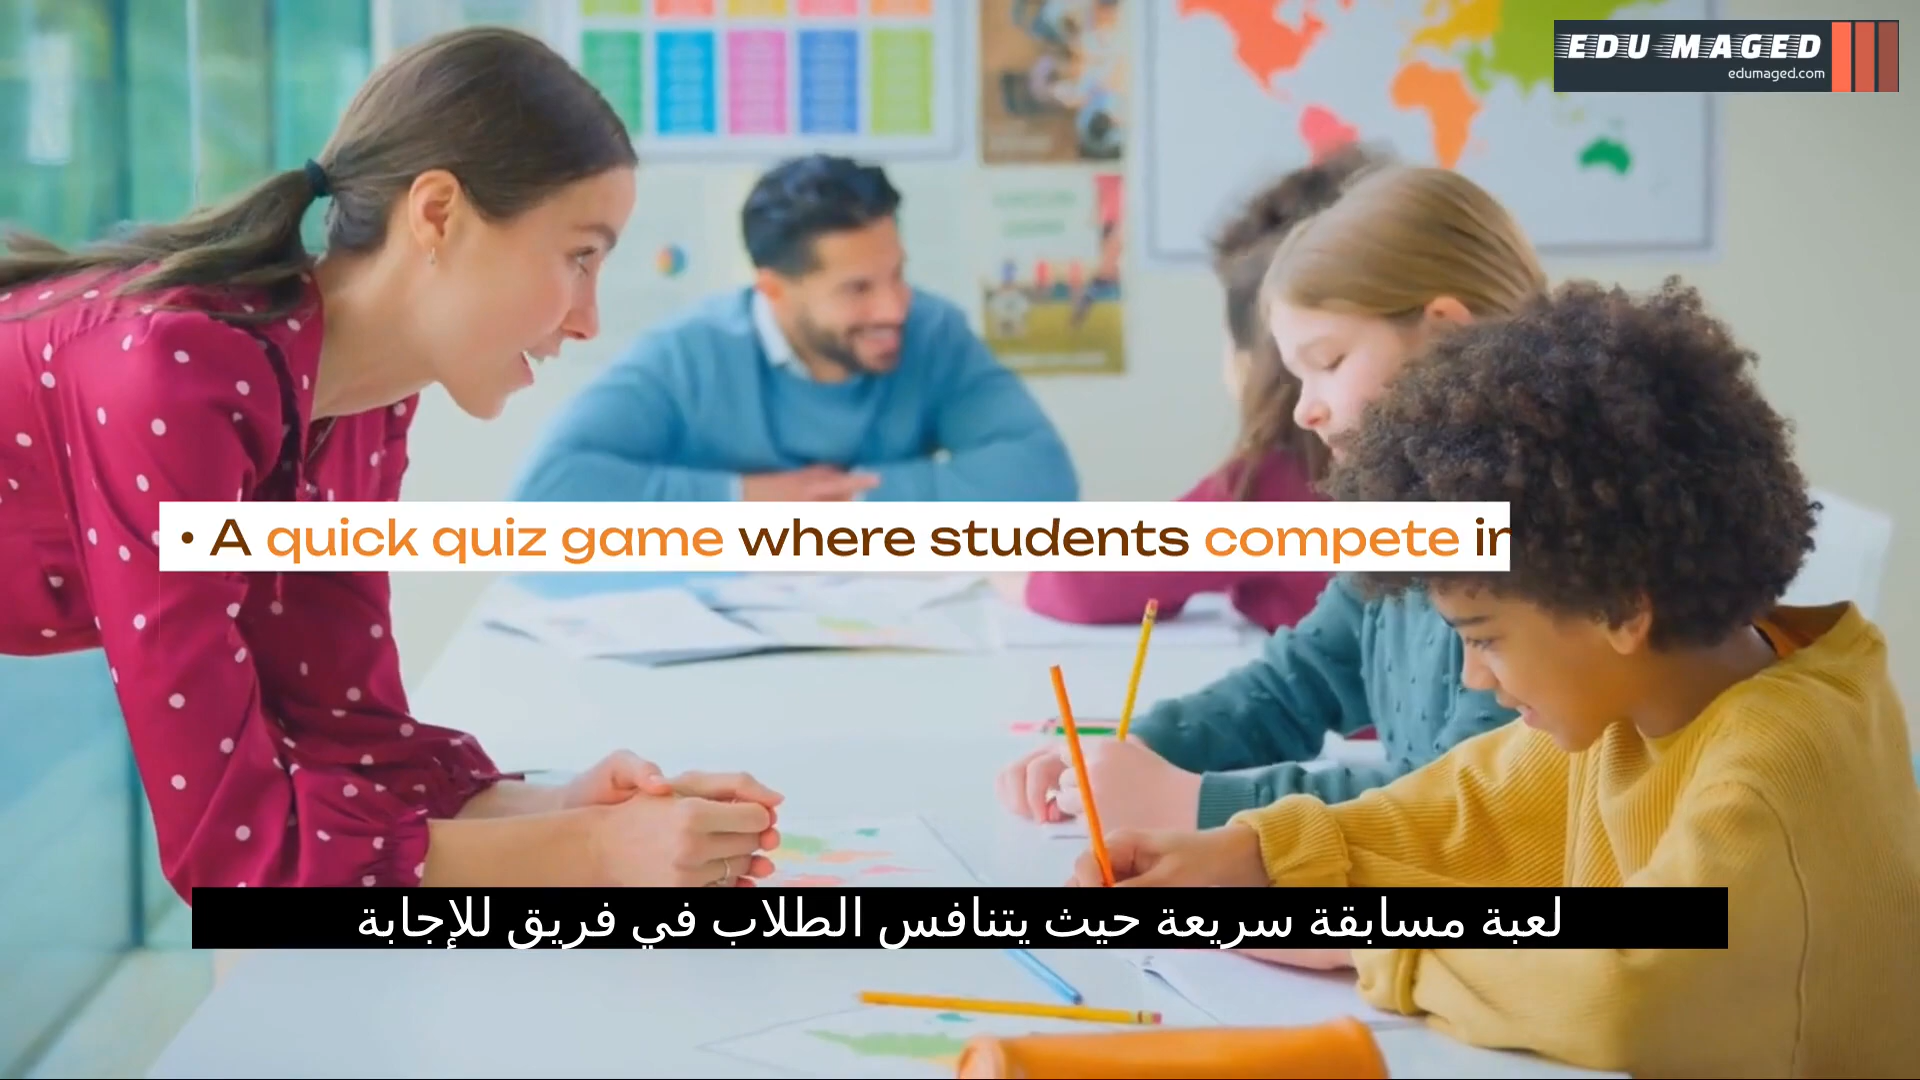 EDU MAGED
edumaged.com
• A quick quiz game where students compete in
لعبة مسابقة سريعة حيث يتنافس الطلاب في فريق للإجابة